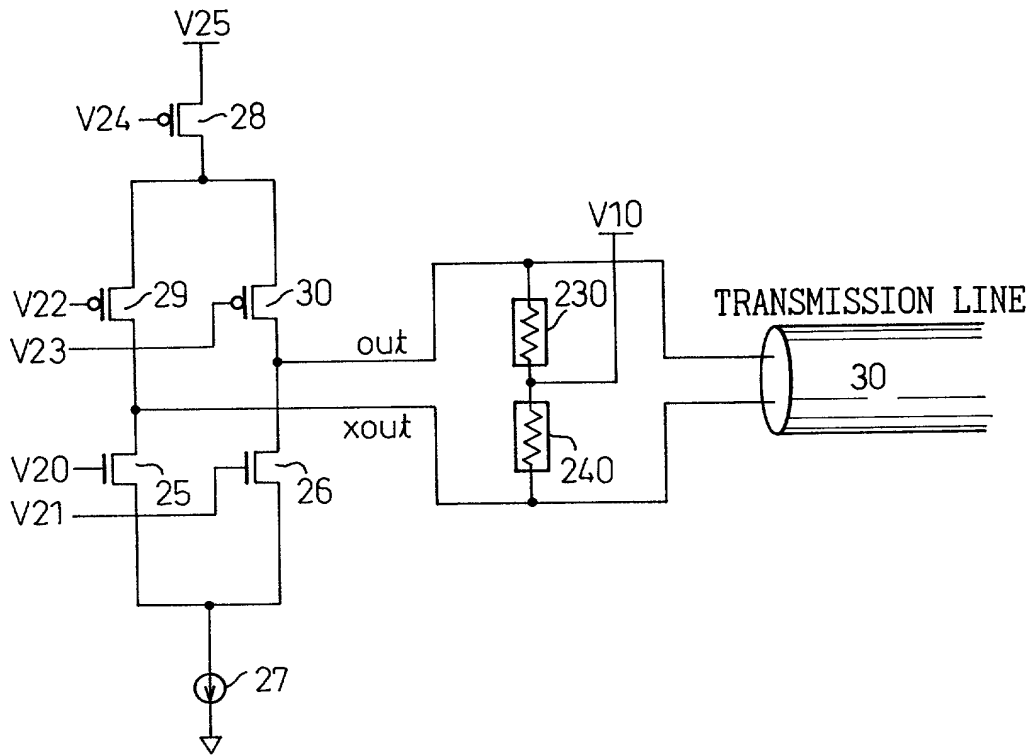 V25
V24
28
V10
V22
29
30
230
TRANSMISSION LINE
V23
out
30
xout
V20
25
26
240
V21
27